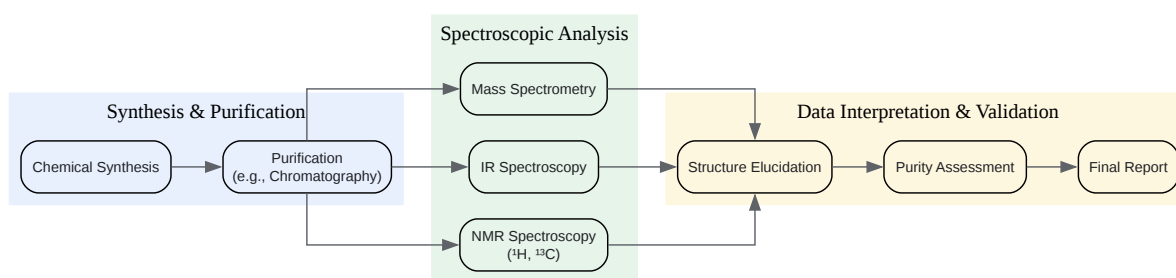 Spectroscopic Analysis
Mass Spectrometry
Synthesis & Purification
Data Interpretation & Validation
Chemical Synthesis
Purification
(e.g., Chromatography)
IR Spectroscopy
Structure Elucidation
Purity Assessment
Final Report
NMR Spectroscopy
(¹H, ¹³C)